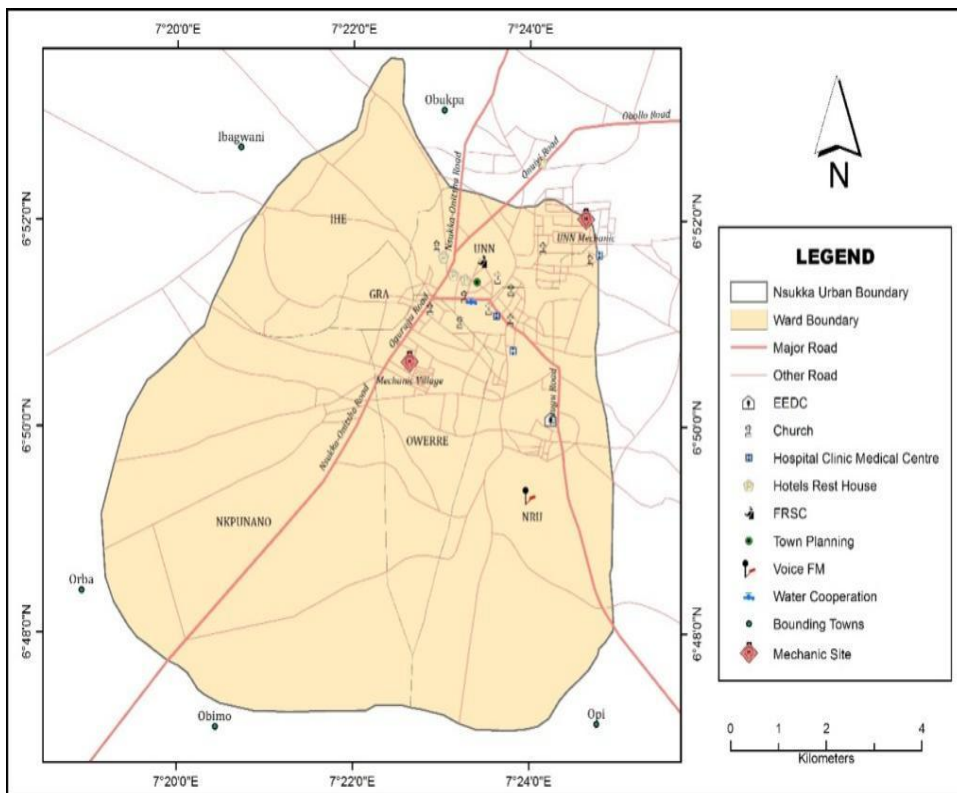 7°20'0"E
7°22'0"E
7°24'0"E
Obukpa
Obollo Road
Ibagwani
Onuiyi Road
Nsukka-Onitsha Road
6°52'0"N
6°52'0"N
IHE
UNN
UNN Mechanic
GRA
Ogurugu Road
Mechanic Village
Nsukka-Onitsha Road
Road
6°50'0"N
6°50'0"N
OWERRE
NKPUNANO
NRU
Orba
6°48'0"N
6°48'0"N
Obimo
Opi
7°20'0"E
7°22'0"E
7°24'0"E
N
LEGEND
Nsukka Urban Boundary
Ward Boundary
Major Road
Other Road
EEDC
Church
Hospital Clinic Medical Centre
Hotels Rest House
FRSC
Town Planning
Voice FM
Water Cooperation
Bounding Towns
Mechanic Site
0 1 2 4
Kilometers